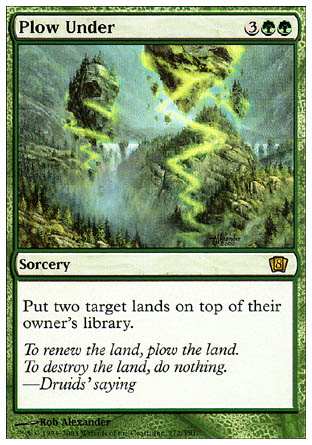 Plow Under 3
Sorcery
Put two target lands on top of their
owner's library.
To renew the land, plow the land.
To destroy the land, do nothing.
—Druids' saying
Rob Alexander